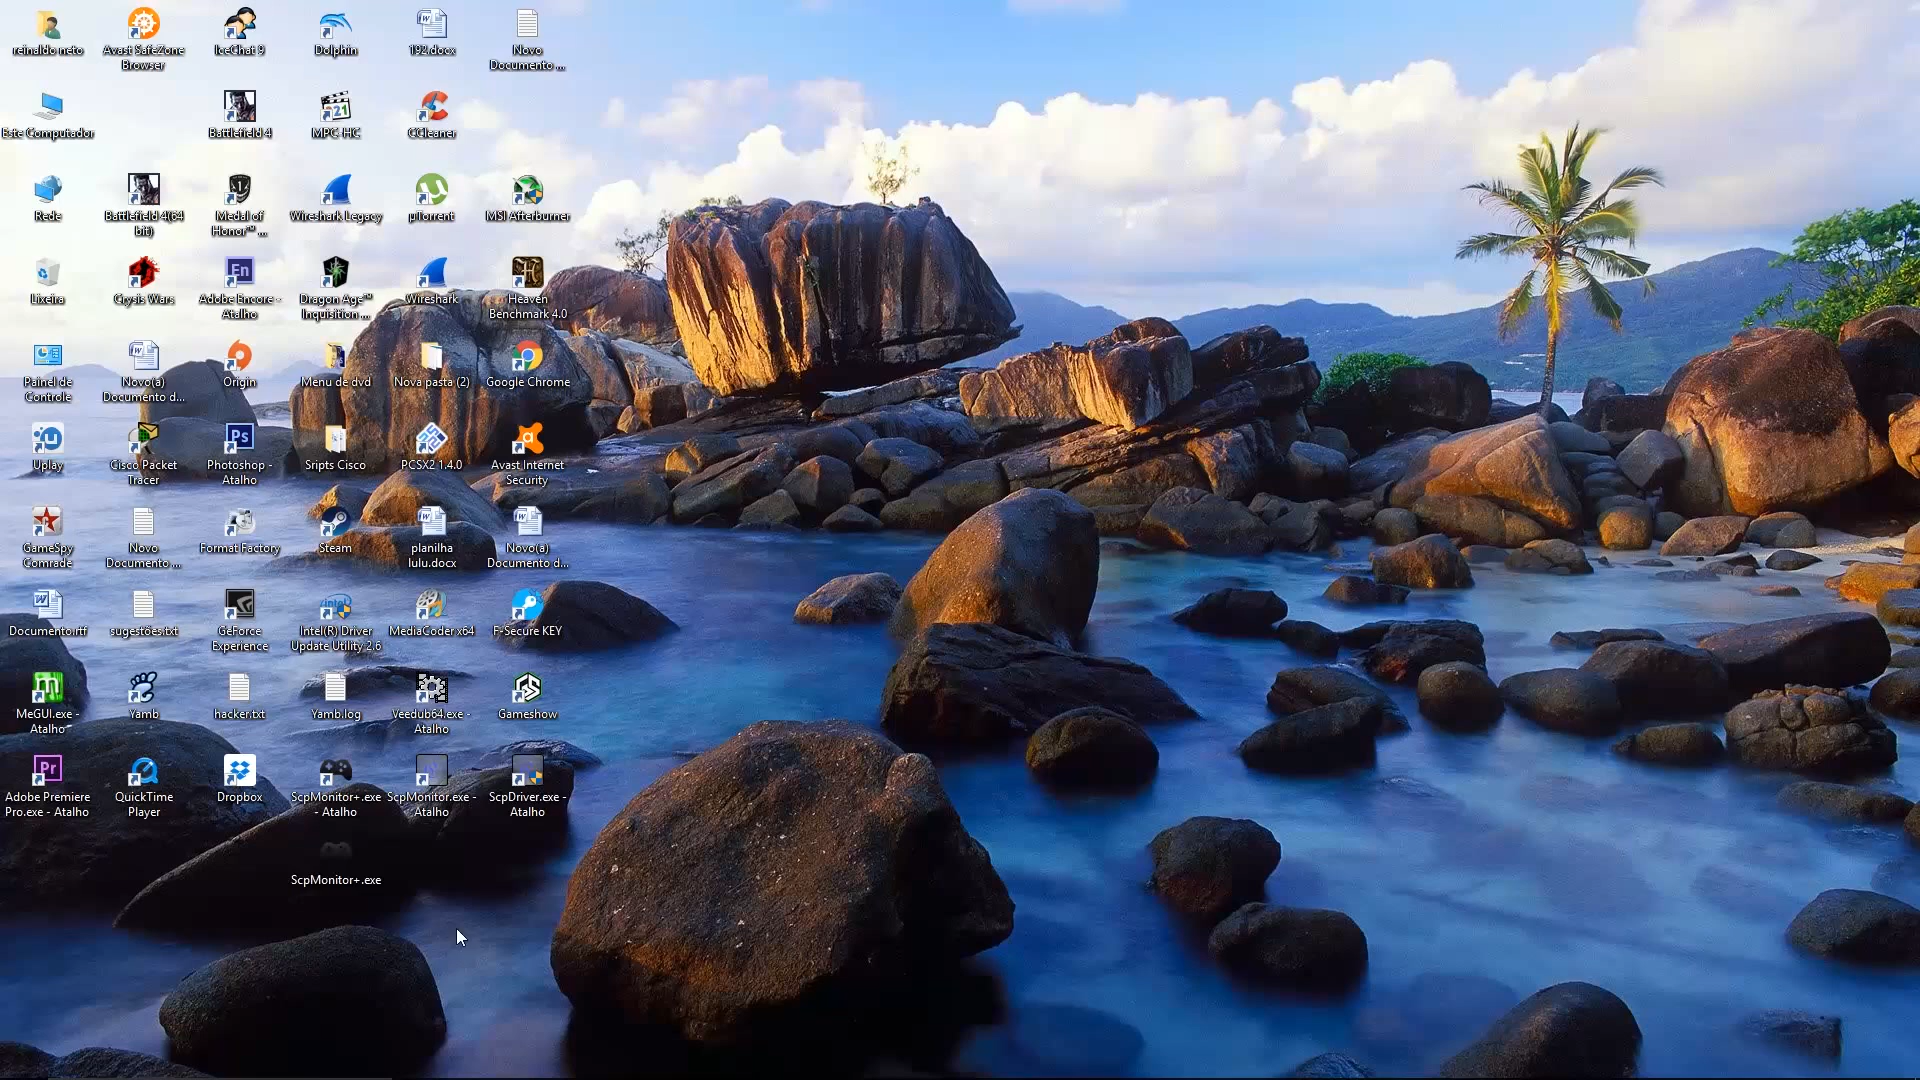 reinaldo neto
Avast SafeZone
Browser
IceChat 9
Dolphin
192.docx
Novo
Documento ...
Este Computador
Battlefield 4
MPC-HC
CCleaner
Rede
Battlefield 4(64
bit)
Medal of
Honor™ ...
Wireshark Legacy
µTorrent
MSI Afterburner
Lixeira
Crysis Wars
Adobe Encore -
Atalho
Dragon Age™
Inquisition ...
Wireshark
Heaven
Benchmark 4.0
Painel de
Controle
Novo(a)
Documento d...
Origin
Menu de dvd
Nova pasta (2)
Google Chrome
Uplay
Cisco Packet
Tracer
Photoshop -
Atalho
Sripts Cisco
PCSX2 1.4.0
Avast Internet
Security
GameSpy
Comrade
Novo
Documento ...
Format Factory
Steam
planilha
lulu.docx
Novo(a)
Documento d...
Documento.rtf
sugestões.txt
GeForce
Experience
Intel(R) Driver
Update Utility 2.6
MediaCoder x64
F-Secure KEY
MeGUI.exe -
Atalho
Yamb
hacker.txt
Yamb.log
Veedub64.exe -
Atalho
Gameshow
Adobe Premiere
Pro.exe - Atalho
QuickTime
Player
Dropbox
ScpMonitor+.exe
- Atalho
ScpMonitor.exe -
Atalho
ScpDriver.exe -
Atalho
ScpMonitor+.exe